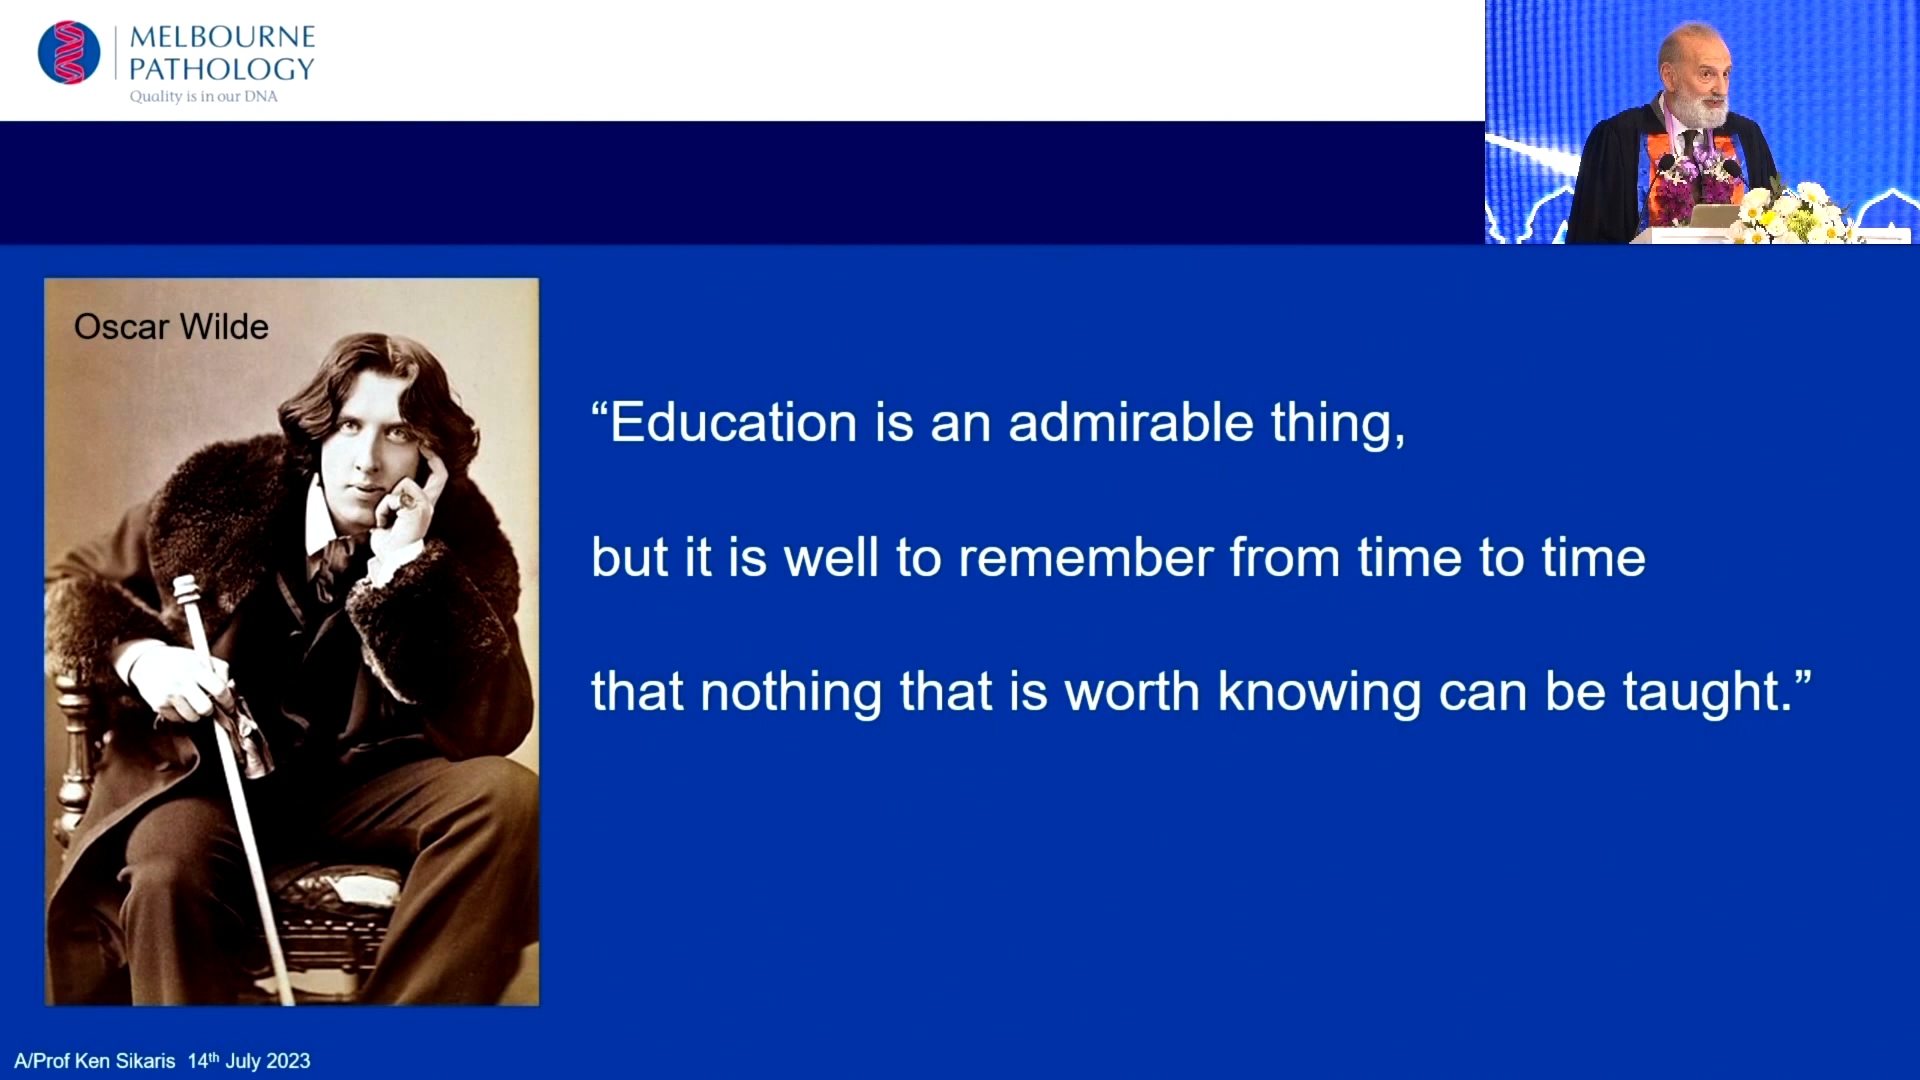 MELBOURNE
PATHOLOGY
Quality is in our DNA
Oscar Wilde
“Education is an admirable thing,
but it is well to remember from time to time
that nothing that is worth knowing can be taught.”
A/Prof Ken Sikaris 14th July 2023